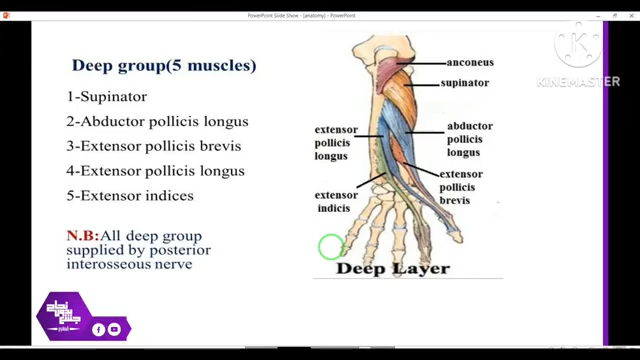 PowerPoint Slide Show - [anatomy] - PowerPoint
KINEMASTER
Deep group(5 muscles)
1-Supinator
2-Abductor pollicis longus
3-Extensor pollicis brevis
4-Extensor pollicis longus
5-Extensor indices
N.B:All deep group
supplied by posterior
interosseous nerve
anconeus
supinator
extensor
pollicis
longus
abductor
pollicis
longus
extensor
pollicis
brevis
extensor
indicis
Deep Layer